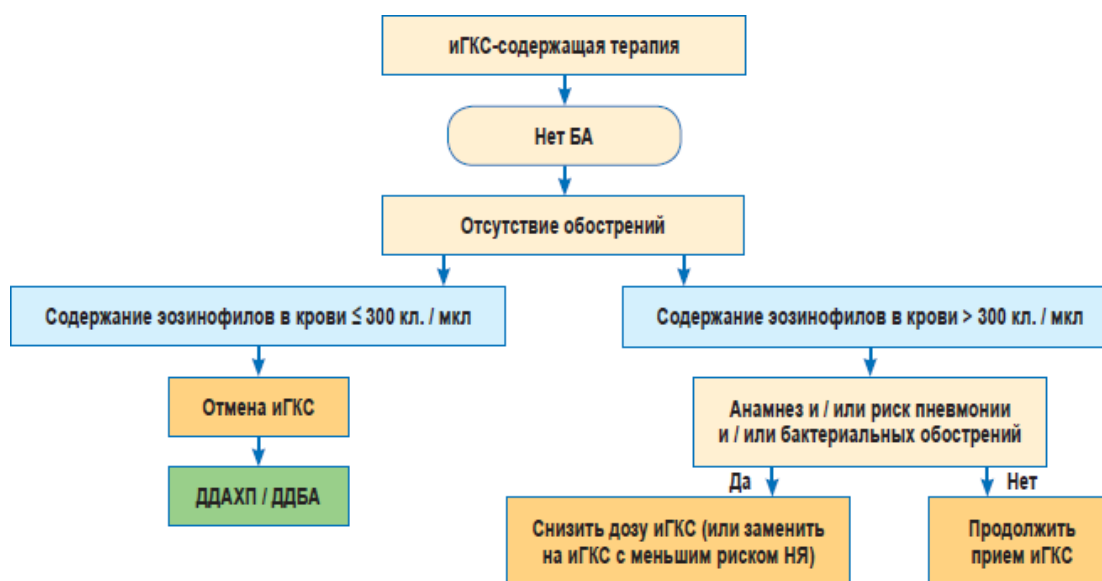 иГКС-содержащая терапия
Нет БА
Отсутствие обострений
Содержание эозинофилов в крови ≤ 300 кл. / мкл
Содержание эозинофилов в крови > 300 кл. / мкл
Отмена иГКС
Анамнез и / или риск пневмонии
и / или бактериальных обострений
ДДАХП / ДДБА
Да
Нет
Снизить дозу иГКС (или заменить
на иГКС с меньшим риском НЯ)
Продолжить
прием иГКС